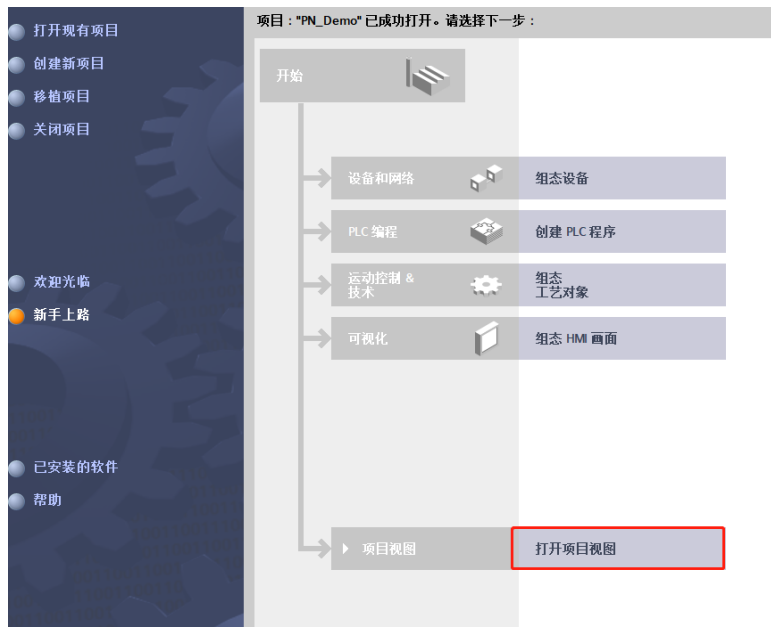 打开现有项目
创建新项目
移植项目
关闭项目
欢迎光临
新手上路
已安装的软件
帮助
项目："PN_Demo" 已成功打开。请选择下一步：
开始
设备和网络
组态设备
PLC 编程
创建 PLC 程序
运动控制 &
技术
组态
工艺对象
可视化
组态 HMI 画面
项目视图
打开项目视图